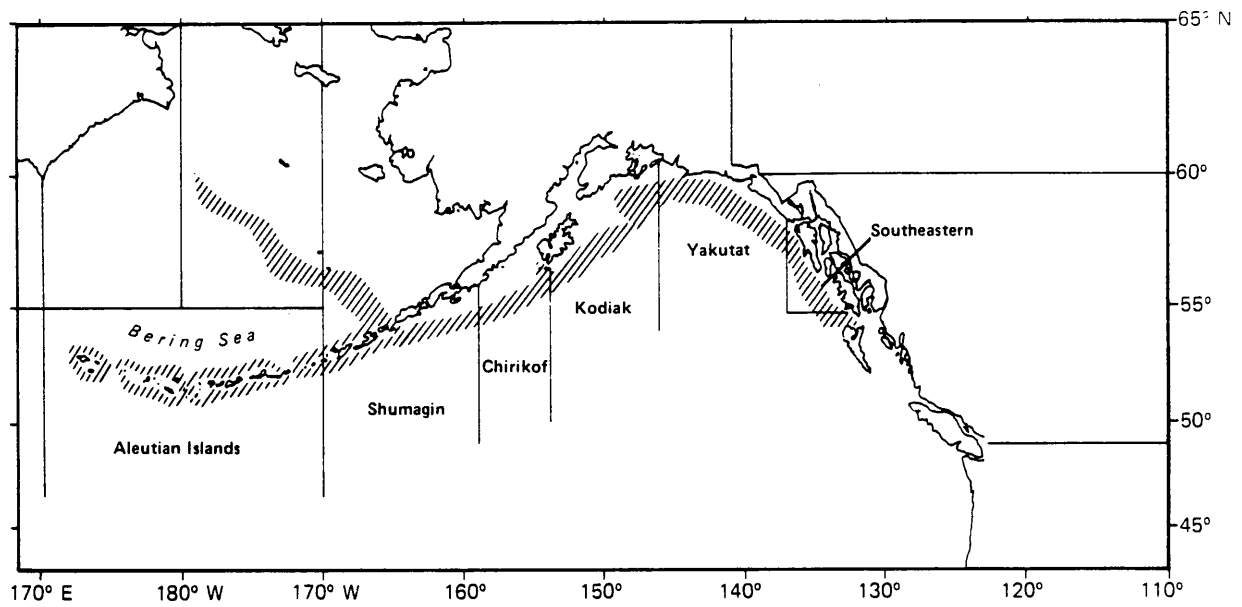 65° N
60°
Southeastern
Yakutat
55°
Kodiak
Bering Sea
Chirikof
Shumagin
50°
Aleutian Islands
45°
170° E 180° W 170° W 160° 150° 140° 130° 120° 110°